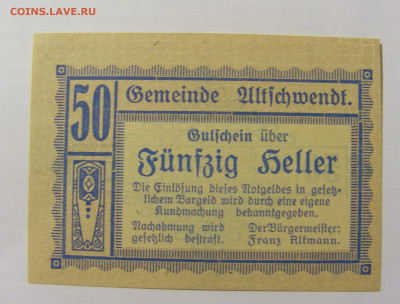 COINS.ЛАВЕ.RU
50
Gemeinde Altschwendt.
Gutschein über
Fünfzig Heller
Die Einlösung dieses Notgeldes in gesetz-
lichem Bargeld wird durch eine eigene
Kundmachung bekanntgegeben.
Nachahmung wird
gesetzlich bestraft.
Der Bürgermeister:
Franz Altmann.